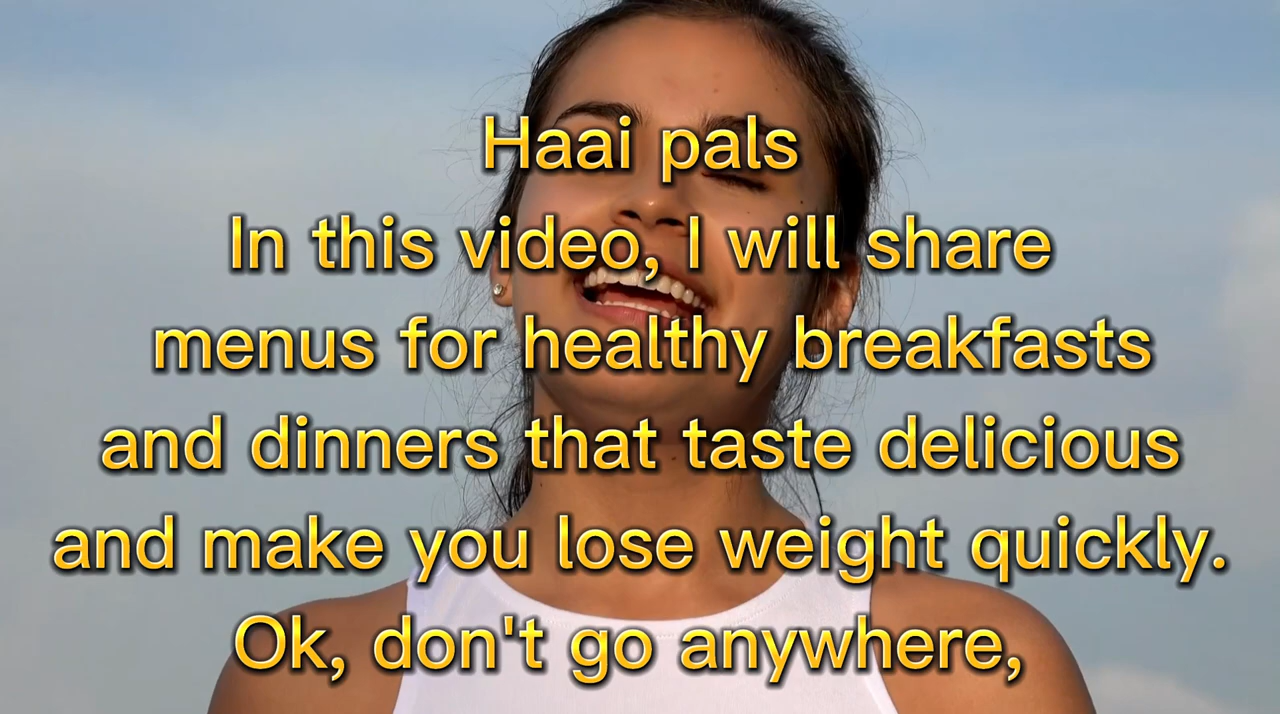 Haai pals
In this video, I will share
menus for healthy breakfasts
and dinners that taste delicious
and make you lose weight quickly.
Ok, don't go anywhere,